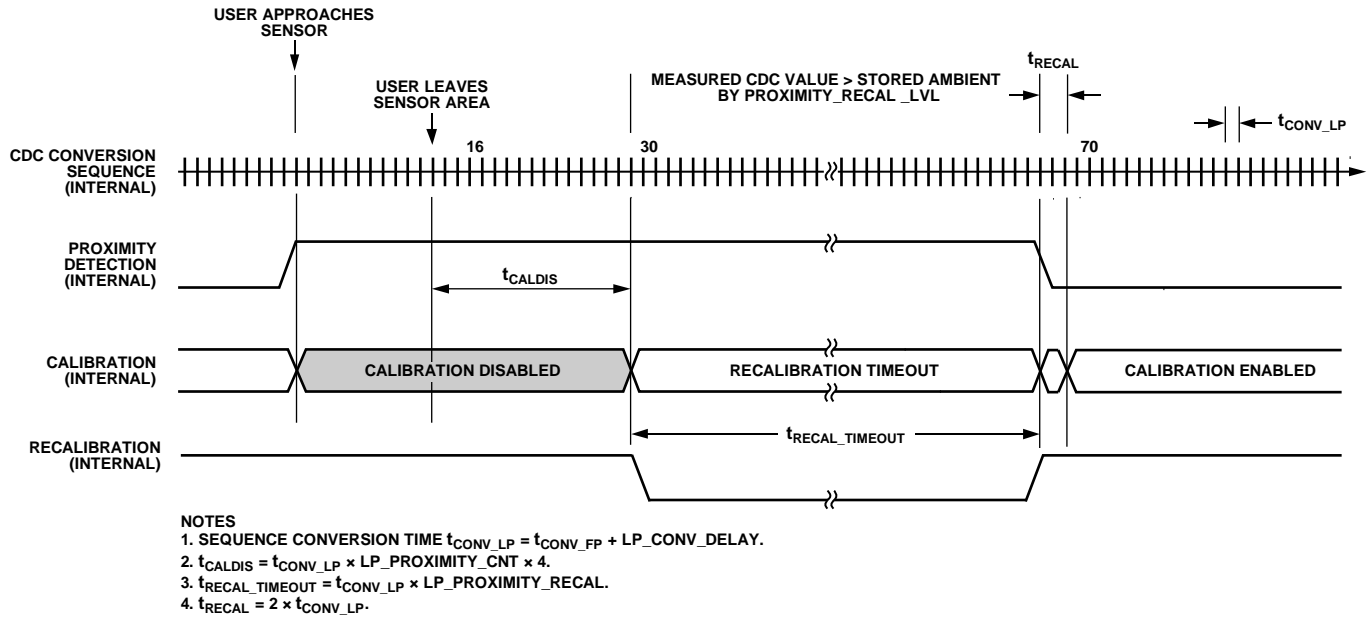 USER APPROACHES
SENSOR
USER LEAVES
SENSOR AREA
MEASURED CDC VALUE > STORED AMBIENT
BY PROXIMITY_RECAL _LVL
tRECAL
tCONV_LP
CDC CONVERSION
SEQUENCE
(INTERNAL)
16
30
70
PROXIMITY
DETECTION
(INTERNAL)
tCALDIS
CALIBRATION
(INTERNAL)
CALIBRATION DISABLED
RECALIBRATION TIMEOUT
CALIBRATION ENABLED
RECALIBRATION
(INTERNAL)
tRECAL_TIMEOUT
NOTES
1. SEQUENCE CONVERSION TIME tCONV_LP = tCONV_FP + LP_CONV_DELAY.
2. tCALDIS = tCONV_LP × LP_PROXIMITY_CNT × 4.
3. tRECAL_TIMEOUT = tCONV_LP × LP_PROXIMITY_RECAL.
4. tRECAL = 2 × tCONV_LP.